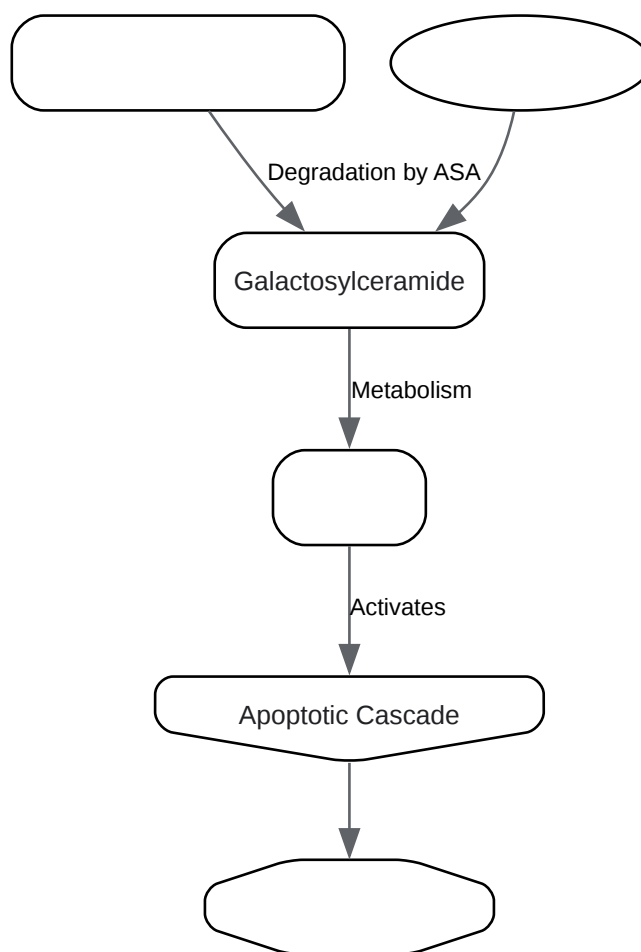 Degradation by ASA
Galactosylceramide
Metabolism
Activates
Apoptotic Cascade